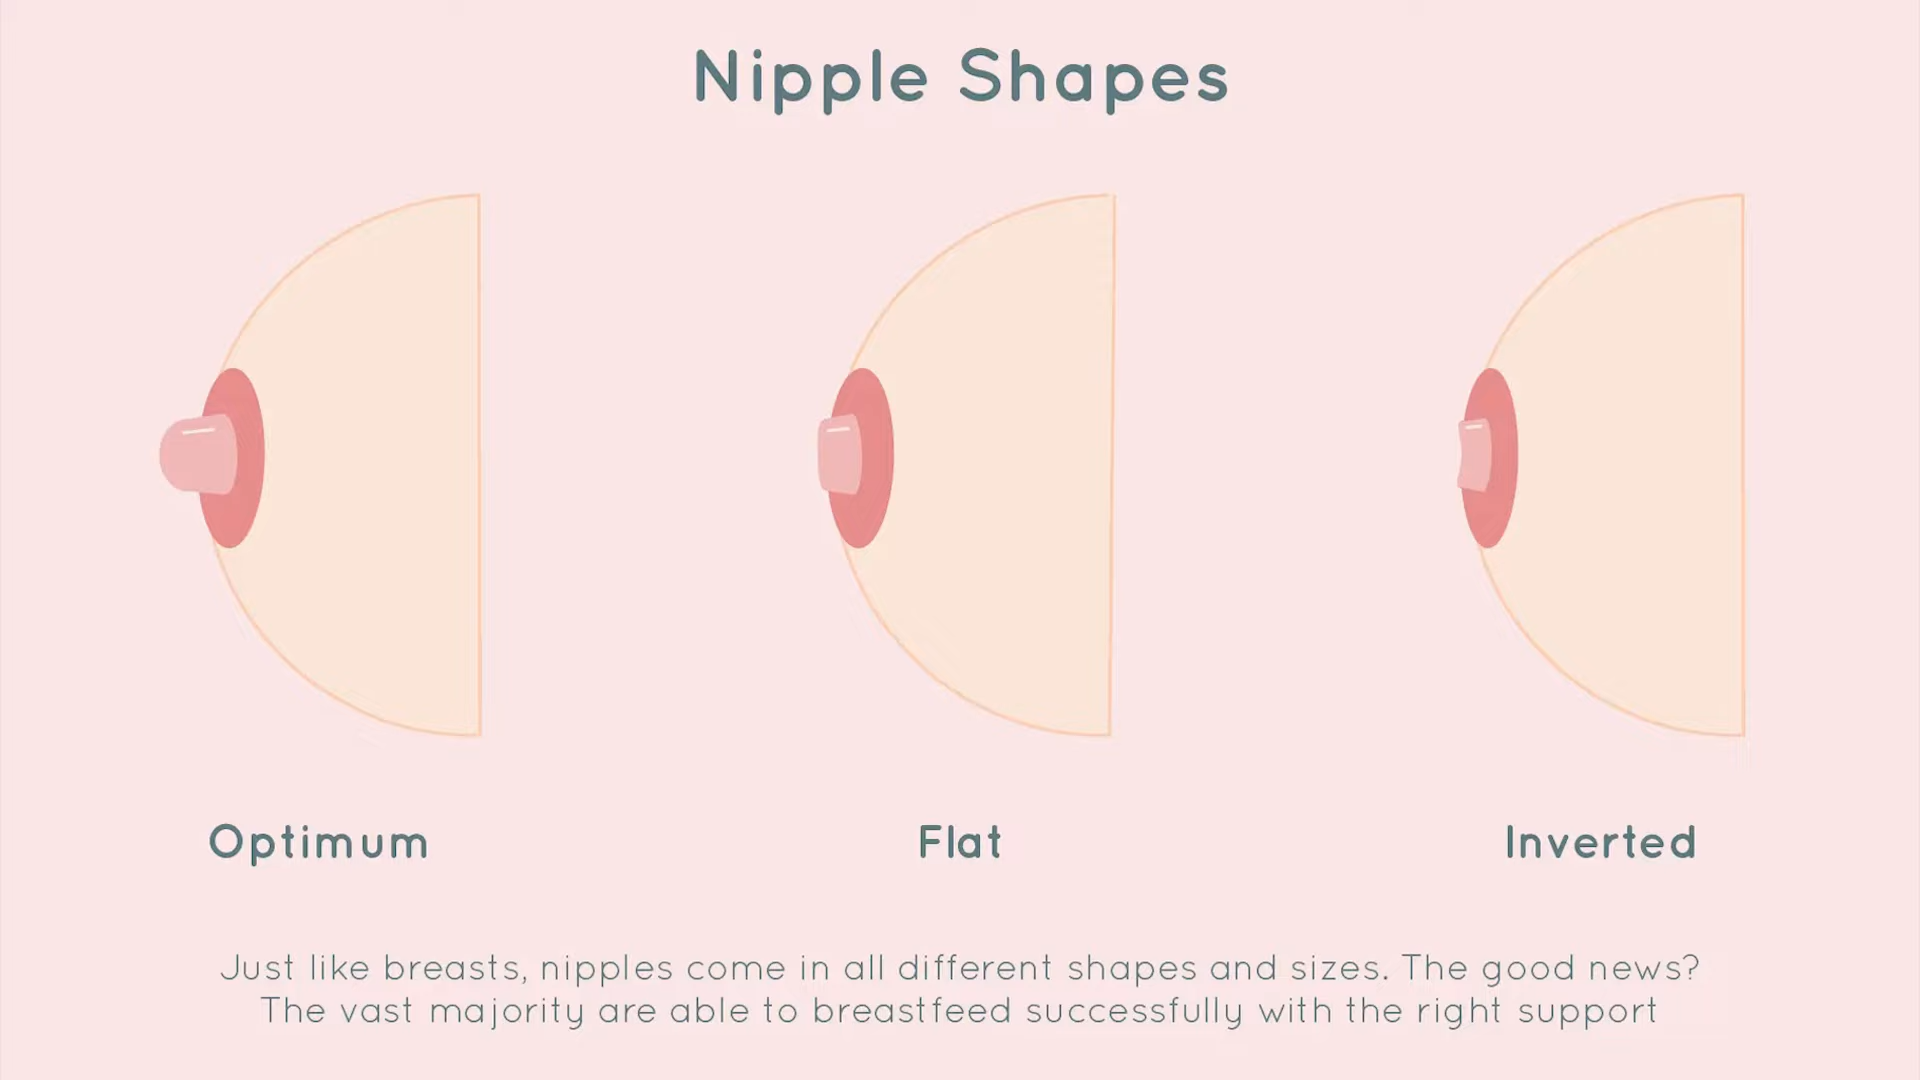 Nipple Shapes
Optimum
Flat
Inverted
Just like breasts, nipples come in all different shapes and sizes. The good news?
The vast majority are able to breastfeed successfully with the right support